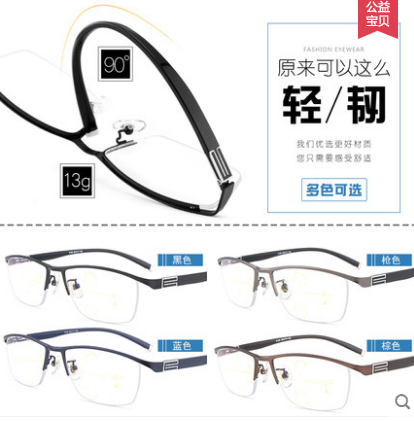 公益
宝贝
90°
FASHION EYEWEAR
原来可以这么
轻/韧
我们优选更好材质
您只需要感受舒适
13g
多色可选
黑色
枪色
蓝色
棕色